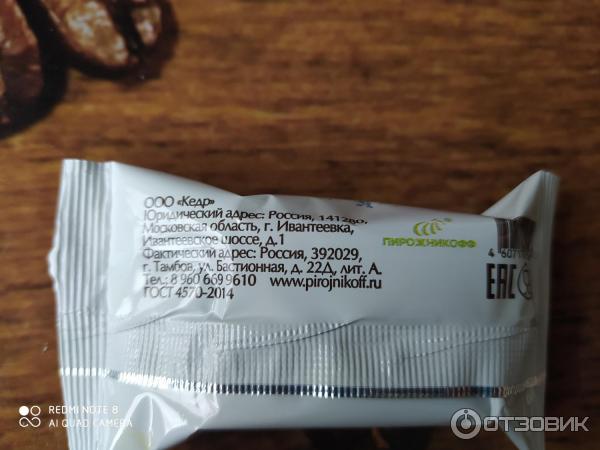 ООО «Кедр»
Юридический адрес: Россия, 141280,
Московская область, г. Ивантеевка,
Ивантеевское шоссе, д.1
Фактический адрес: Россия, 392029,
г. Тамбов, ул. Бастионная, д. 22Д, лит. А.
Тел.: 8 960 669 9610 www.pirojnikoff.ru
ГОСТ 4570-2014
ПИРОЖНИКОФФ®
4 607
EAC
REDMI NOTE 8
AI QUAD CAMERA
ОТЗОВИК